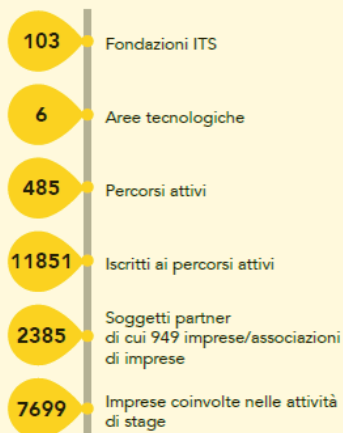 103
Fondazioni ITS
6
Aree tecnologiche
485
Percorsi attivi
11851
Iscritti ai percorsi attivi
2385
Soggetti partner
di cui 949 imprese/associazioni
di imprese
7699
Imprese coinvolte nelle attività
di stage